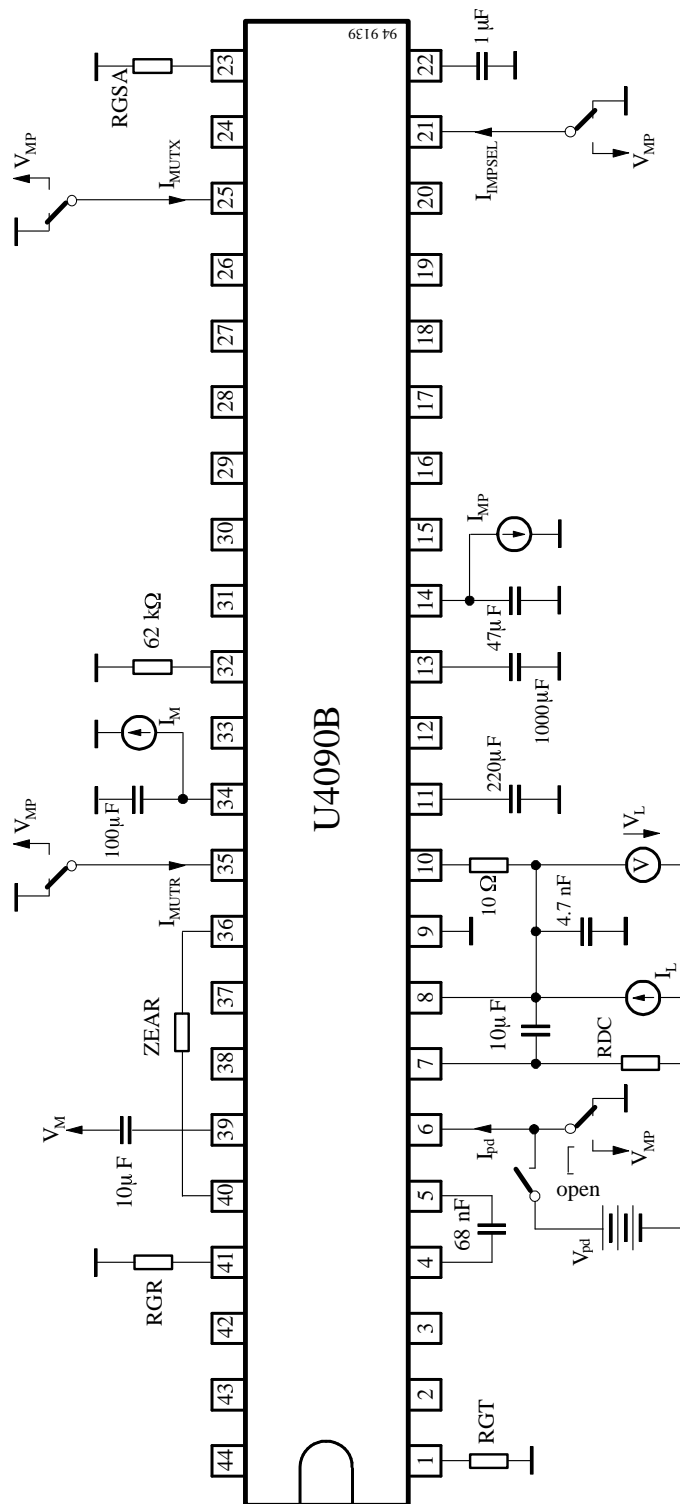 94 9139
U4090B
44
43
42
41
40
39
38
37
36
35
34
33
32
31
30
29
28
27
26
25
24
23
1
2
3
4
5
6
7
8
9
10
11
12
13
14
15
16
17
18
19
20
21
22
RGR
10μF
V_M
ZEAR
I_MUTR
V_MP
100μF
I_M
62 kΩ
I_MUTX
V_MP
RGSA
RGT
68 nF
I_pd
V_pd
open
V_MP
10μF
RDC
I_L
4.7 nF
10 Ω
V
V_L
220μF
1000μF
47μF
I_MP
I_IMPSEL
V_MP
1 μF